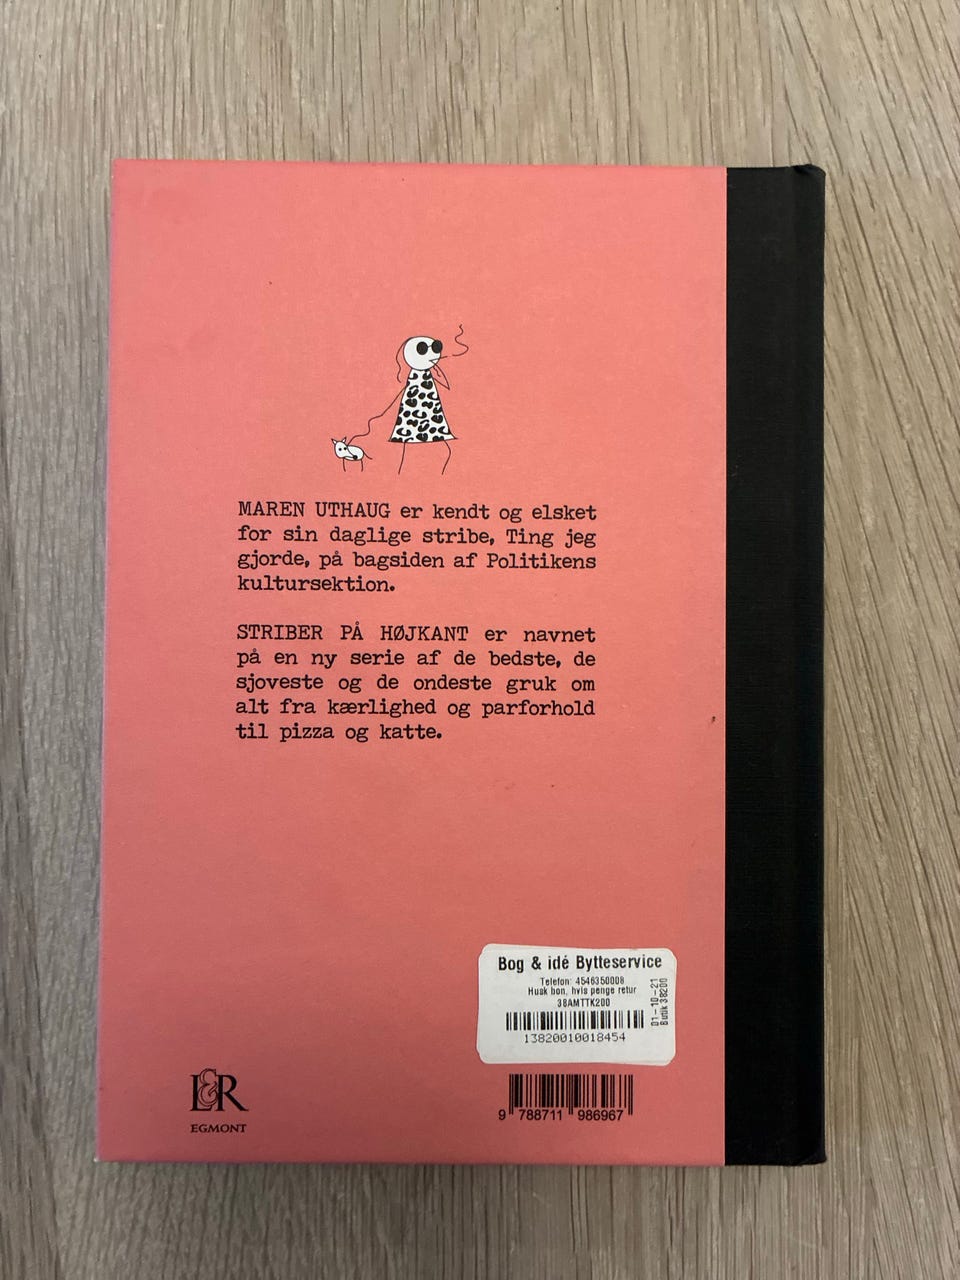 MAREN UTHAUG er kendt og elsket
for sin daglige stribe, Ting jeg
gjorde, på bagsiden af Politikens
kultursektion.
STRIBER PÅ HØJKANT er navnet
på en ny serie af de bedste, de
sjoveste og de ondeste gruk om
alt fra kærlighed og parforhold
til pizza og katte.
Bog & idé Bytteservice
Telefon: 4546350008
Husk bon, hvis penge retur
38AMTTK200
13820010018454
01-10-21
Butik 38200
L&R
EGMONT
9 788711 986967